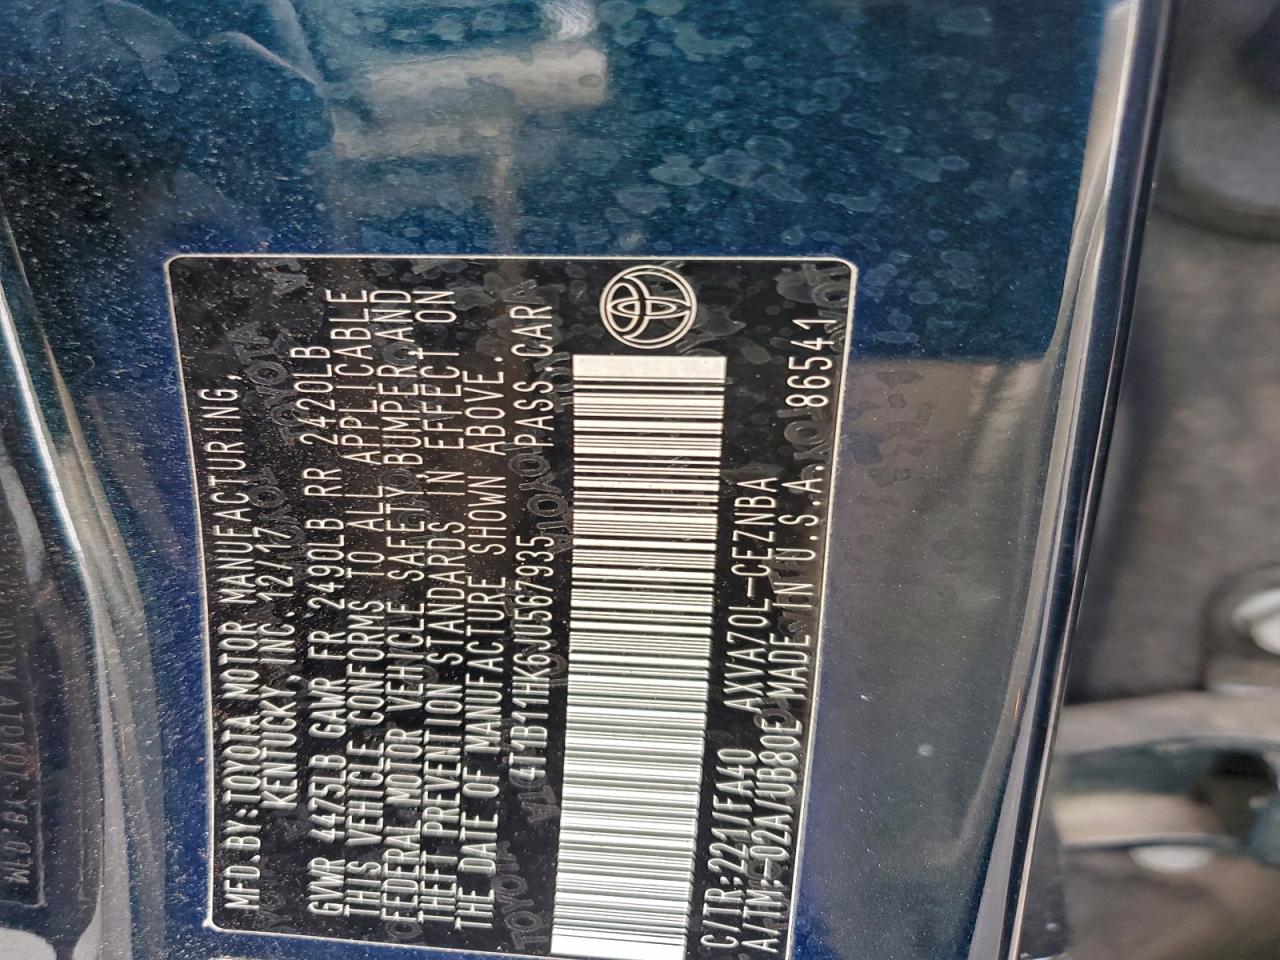 MFD.BY:TOYOTA MOTOR MANUFACTURING,
KENTUCKY, INC. 12/17
GVWR 4475LB GAWR FR 2490LB RR 2420LB
THIS VEHICLE CONFORMS TO ALL APPLICABLE
FEDERAL MOTOR VEHICLE SAFETY, BUMPER, AND
THEFT PREVENTION STANDARDS IN EFFECT ON
THE DATE OF MANUFACTURE SHOWN ABOVE.
4T1B11HK6JU567935 PASS.CAR
C/TR:221/FA40 AXVA70L-CEZNBA
A/TM:-02A/UB80E MADE IN U.S.A. 86541